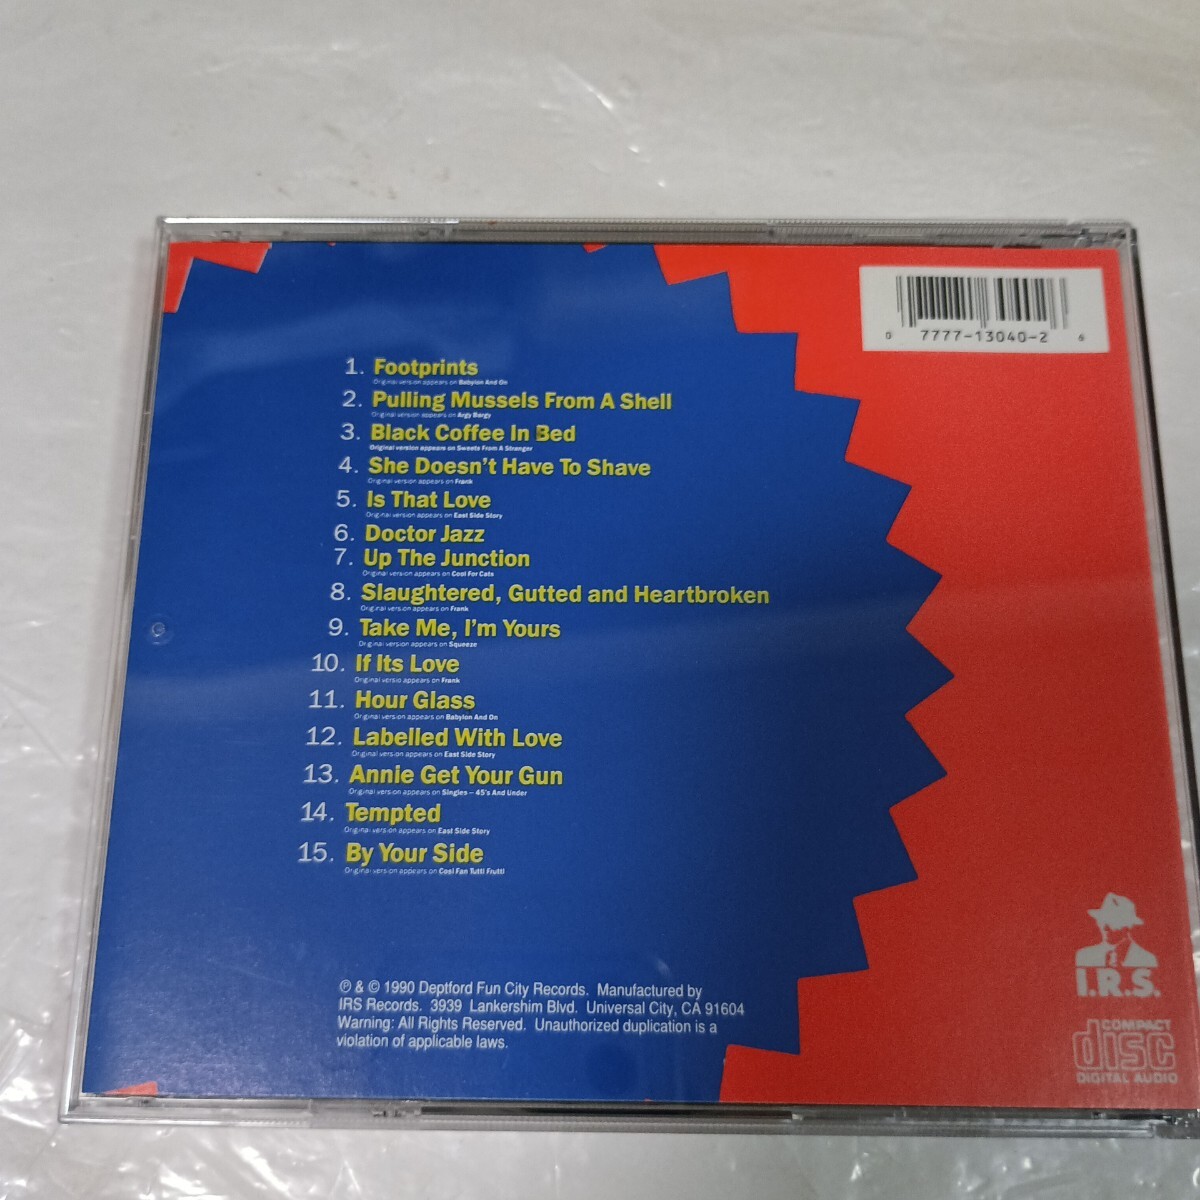 0 7777-13040-2 6
1. Footprints
Original version appears on Babylon And On
2. Pulling Mussels From A Shell
Original version appears on Argy Bargy
3. Black Coffee In Bed
Original version appears on Sweets From A Stranger
4. She Doesn't Have To Shave
Original version appears on Frank
5. Is That Love
Original version appears on East Side Story
6. Doctor Jazz
7. Up The Junction
Original version appears on Cool For Cats
8. Slaughtered, Gutted and Heartbroken
Original version appears on Frank
9. Take Me, I'm Yours
Original version appears on Squeeze
10. If Its Love
Original versio appears on Frank
11. Hour Glass
Original version appears on Babylon And On
12. Labelled With Love
Original version appears on East Side Story
13. Annie Get Your Gun
Original version appears on Singles – 45's And Under
14. Tempted
Original version appears on East Side Story
15. By Your Side
Original version appears on Cosi Fan Tutti Frutti
℗ & © 1990 Deptford Fun City Records. Manufactured by
IRS Records. 3939 Lankershim Blvd. Universal City, CA 91604
Warning: All Rights Reserved. Unauthorized duplication is a
violation of applicable laws.
I.R.S.
COMPACT
disc
DIGITAL AUDIO